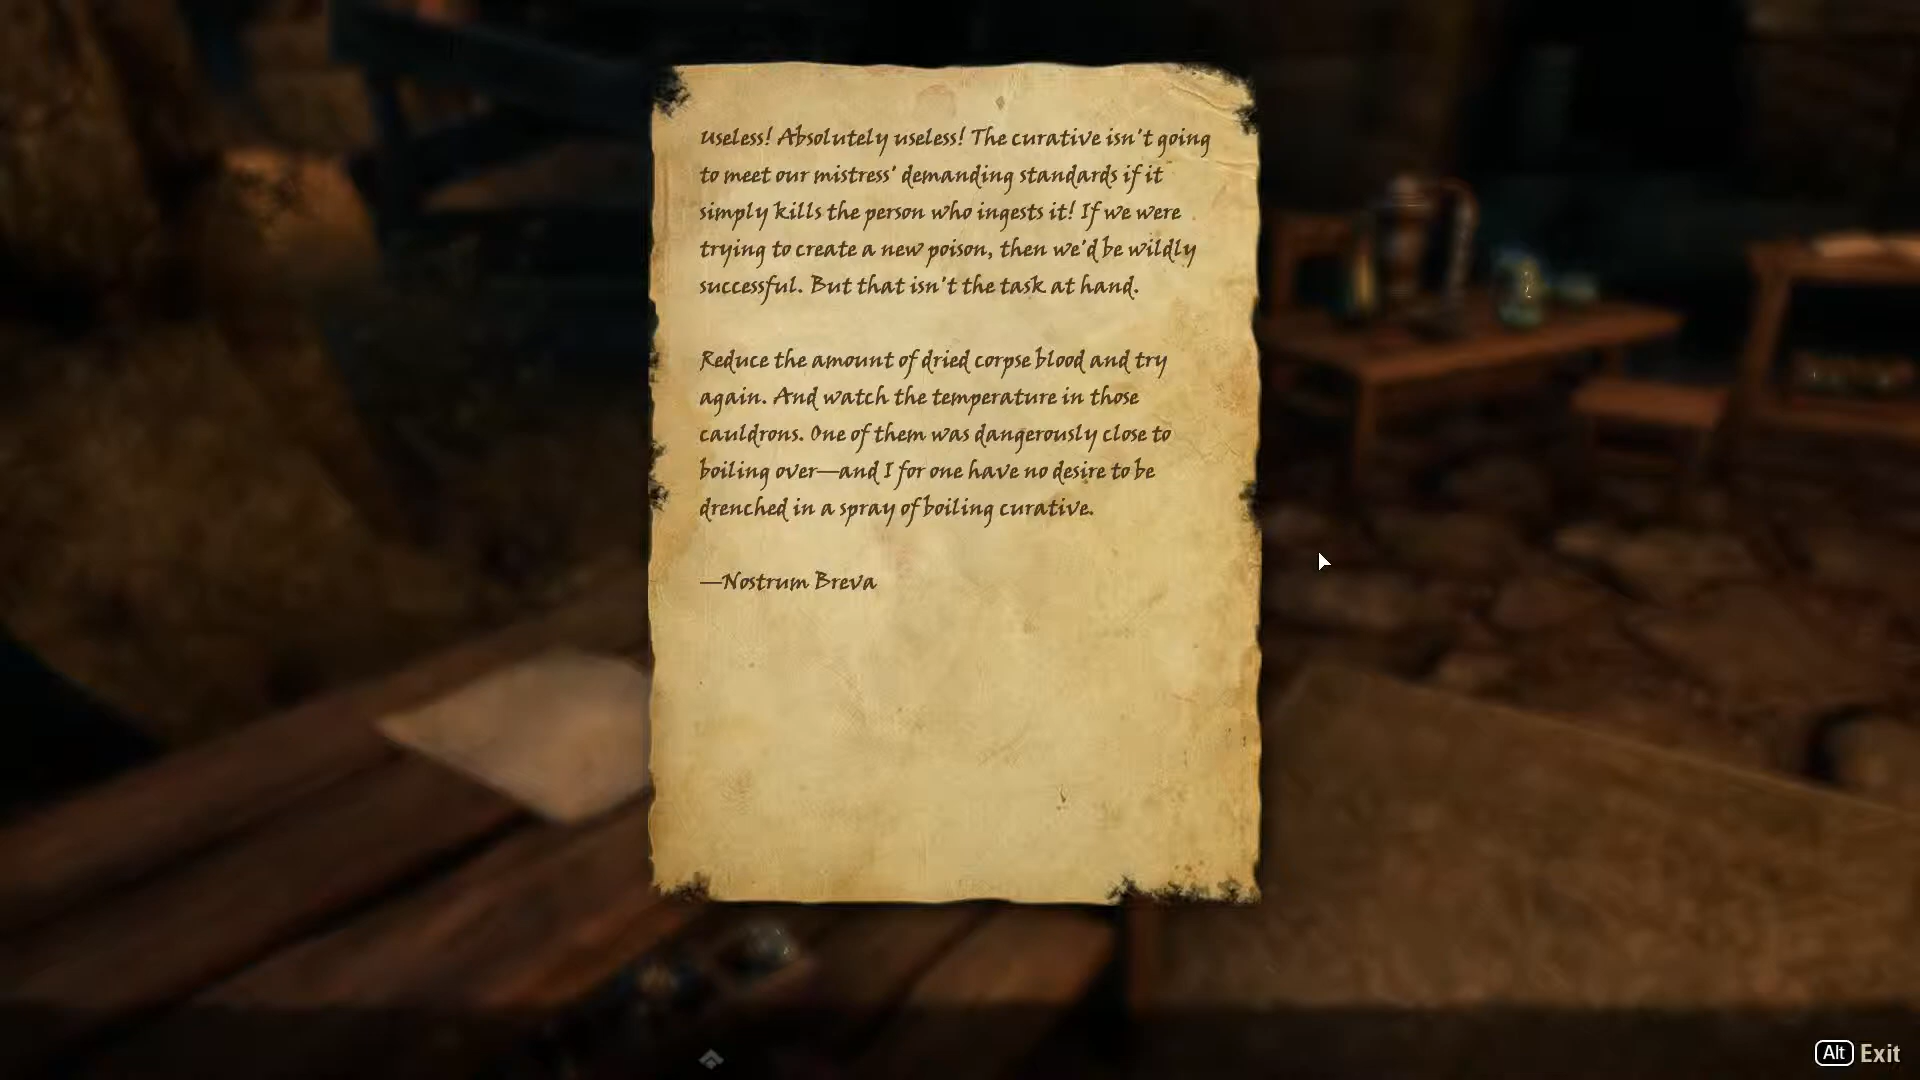 Useless! Absolutely useless! The curative isn't going
to meet our mistress' demanding standards if it
simply kills the person who ingests it! If we were
trying to create a new poison, then we'd be wildly
successful. But that isn't the task at hand.
Reduce the amount of dried corpse blood and try
again. And watch the temperature in those
cauldrons. One of them was dangerously close to
boiling over—and I for one have no desire to be
drenched in a spray of boiling curative.
—Nostrum Breva
Alt Exit